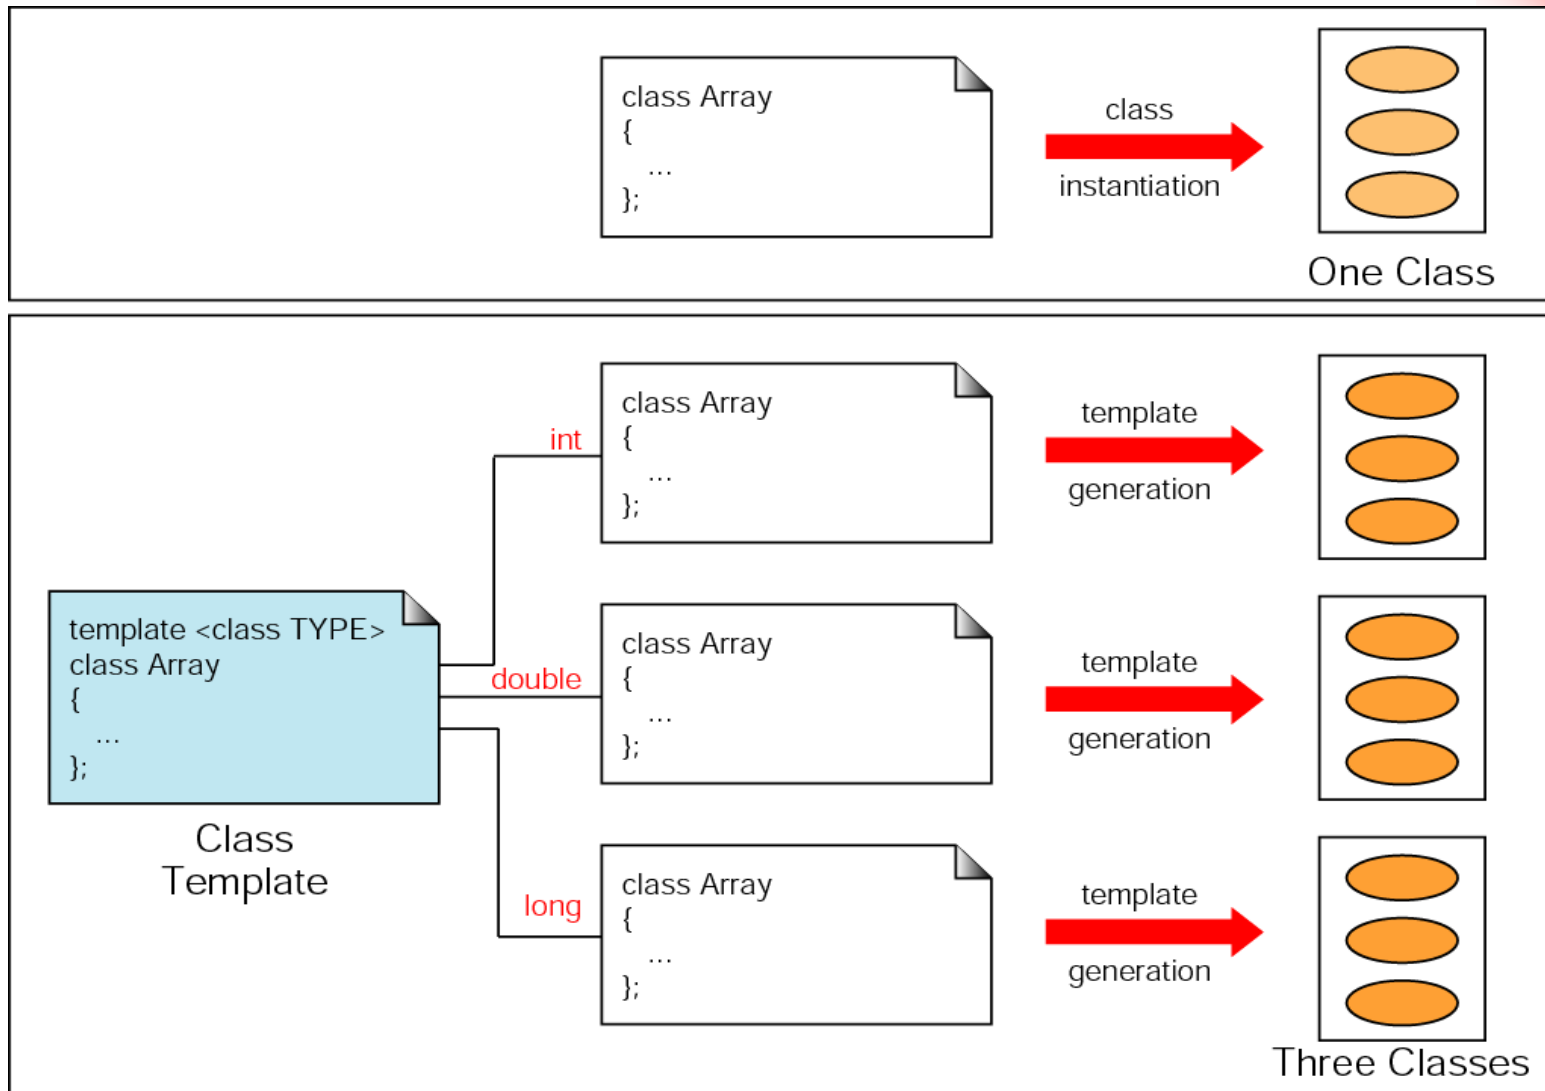 class Array
{
...
};
class
instantiation
One Class
template <class TYPE>
class Array
{
...
};
Class
Template
int
class Array
{
...
};
template
generation
double
class Array
{
...
};
template
generation
long
class Array
{
...
};
template
generation
Three Classes